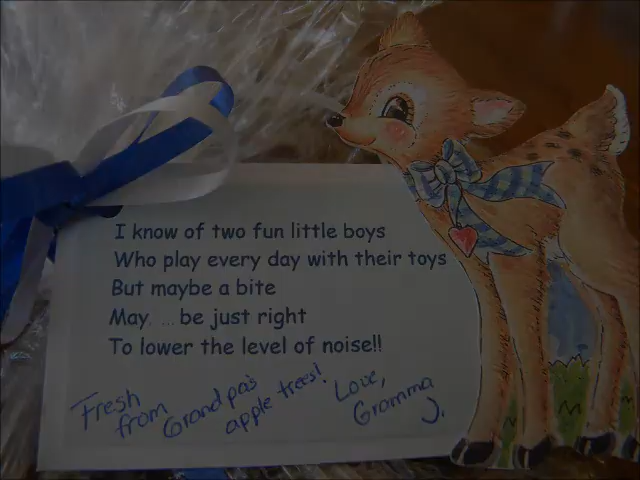 I know of two fun little boys
Who play every day with their toys
But maybe a bite
May. ... be just right
To lower the level of noise!!
Fresh
from Grandpa's
apple trees!
Love,
Gramma
J.